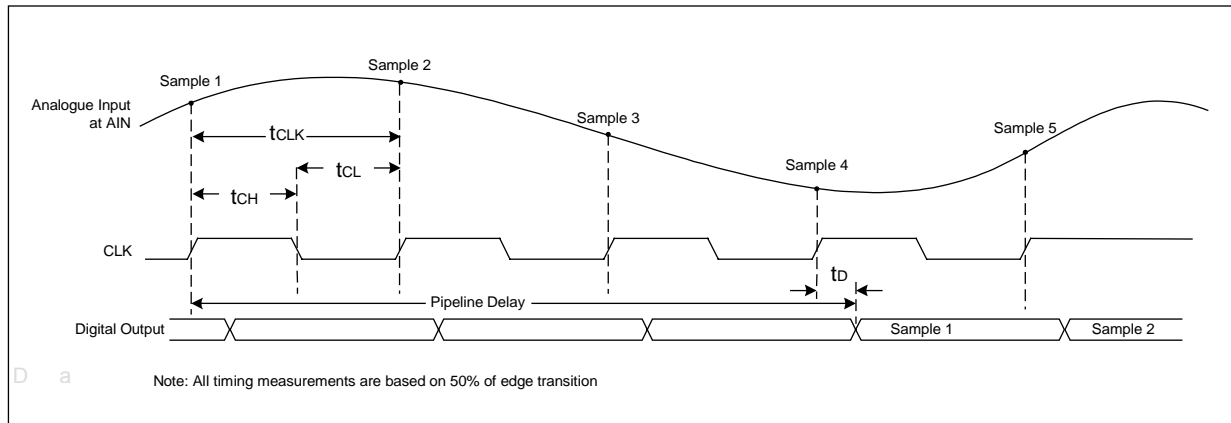 Sample 1
Sample 2
Analogue Input
at AIN
Sample 3
Sample 5
Sample 4
tCLK
tCL
tCH
CLK
tD
Pipeline Delay
Digital Output
Sample 1
Sample 2
D a
Note: All timing measurements are based on 50% of edge transition